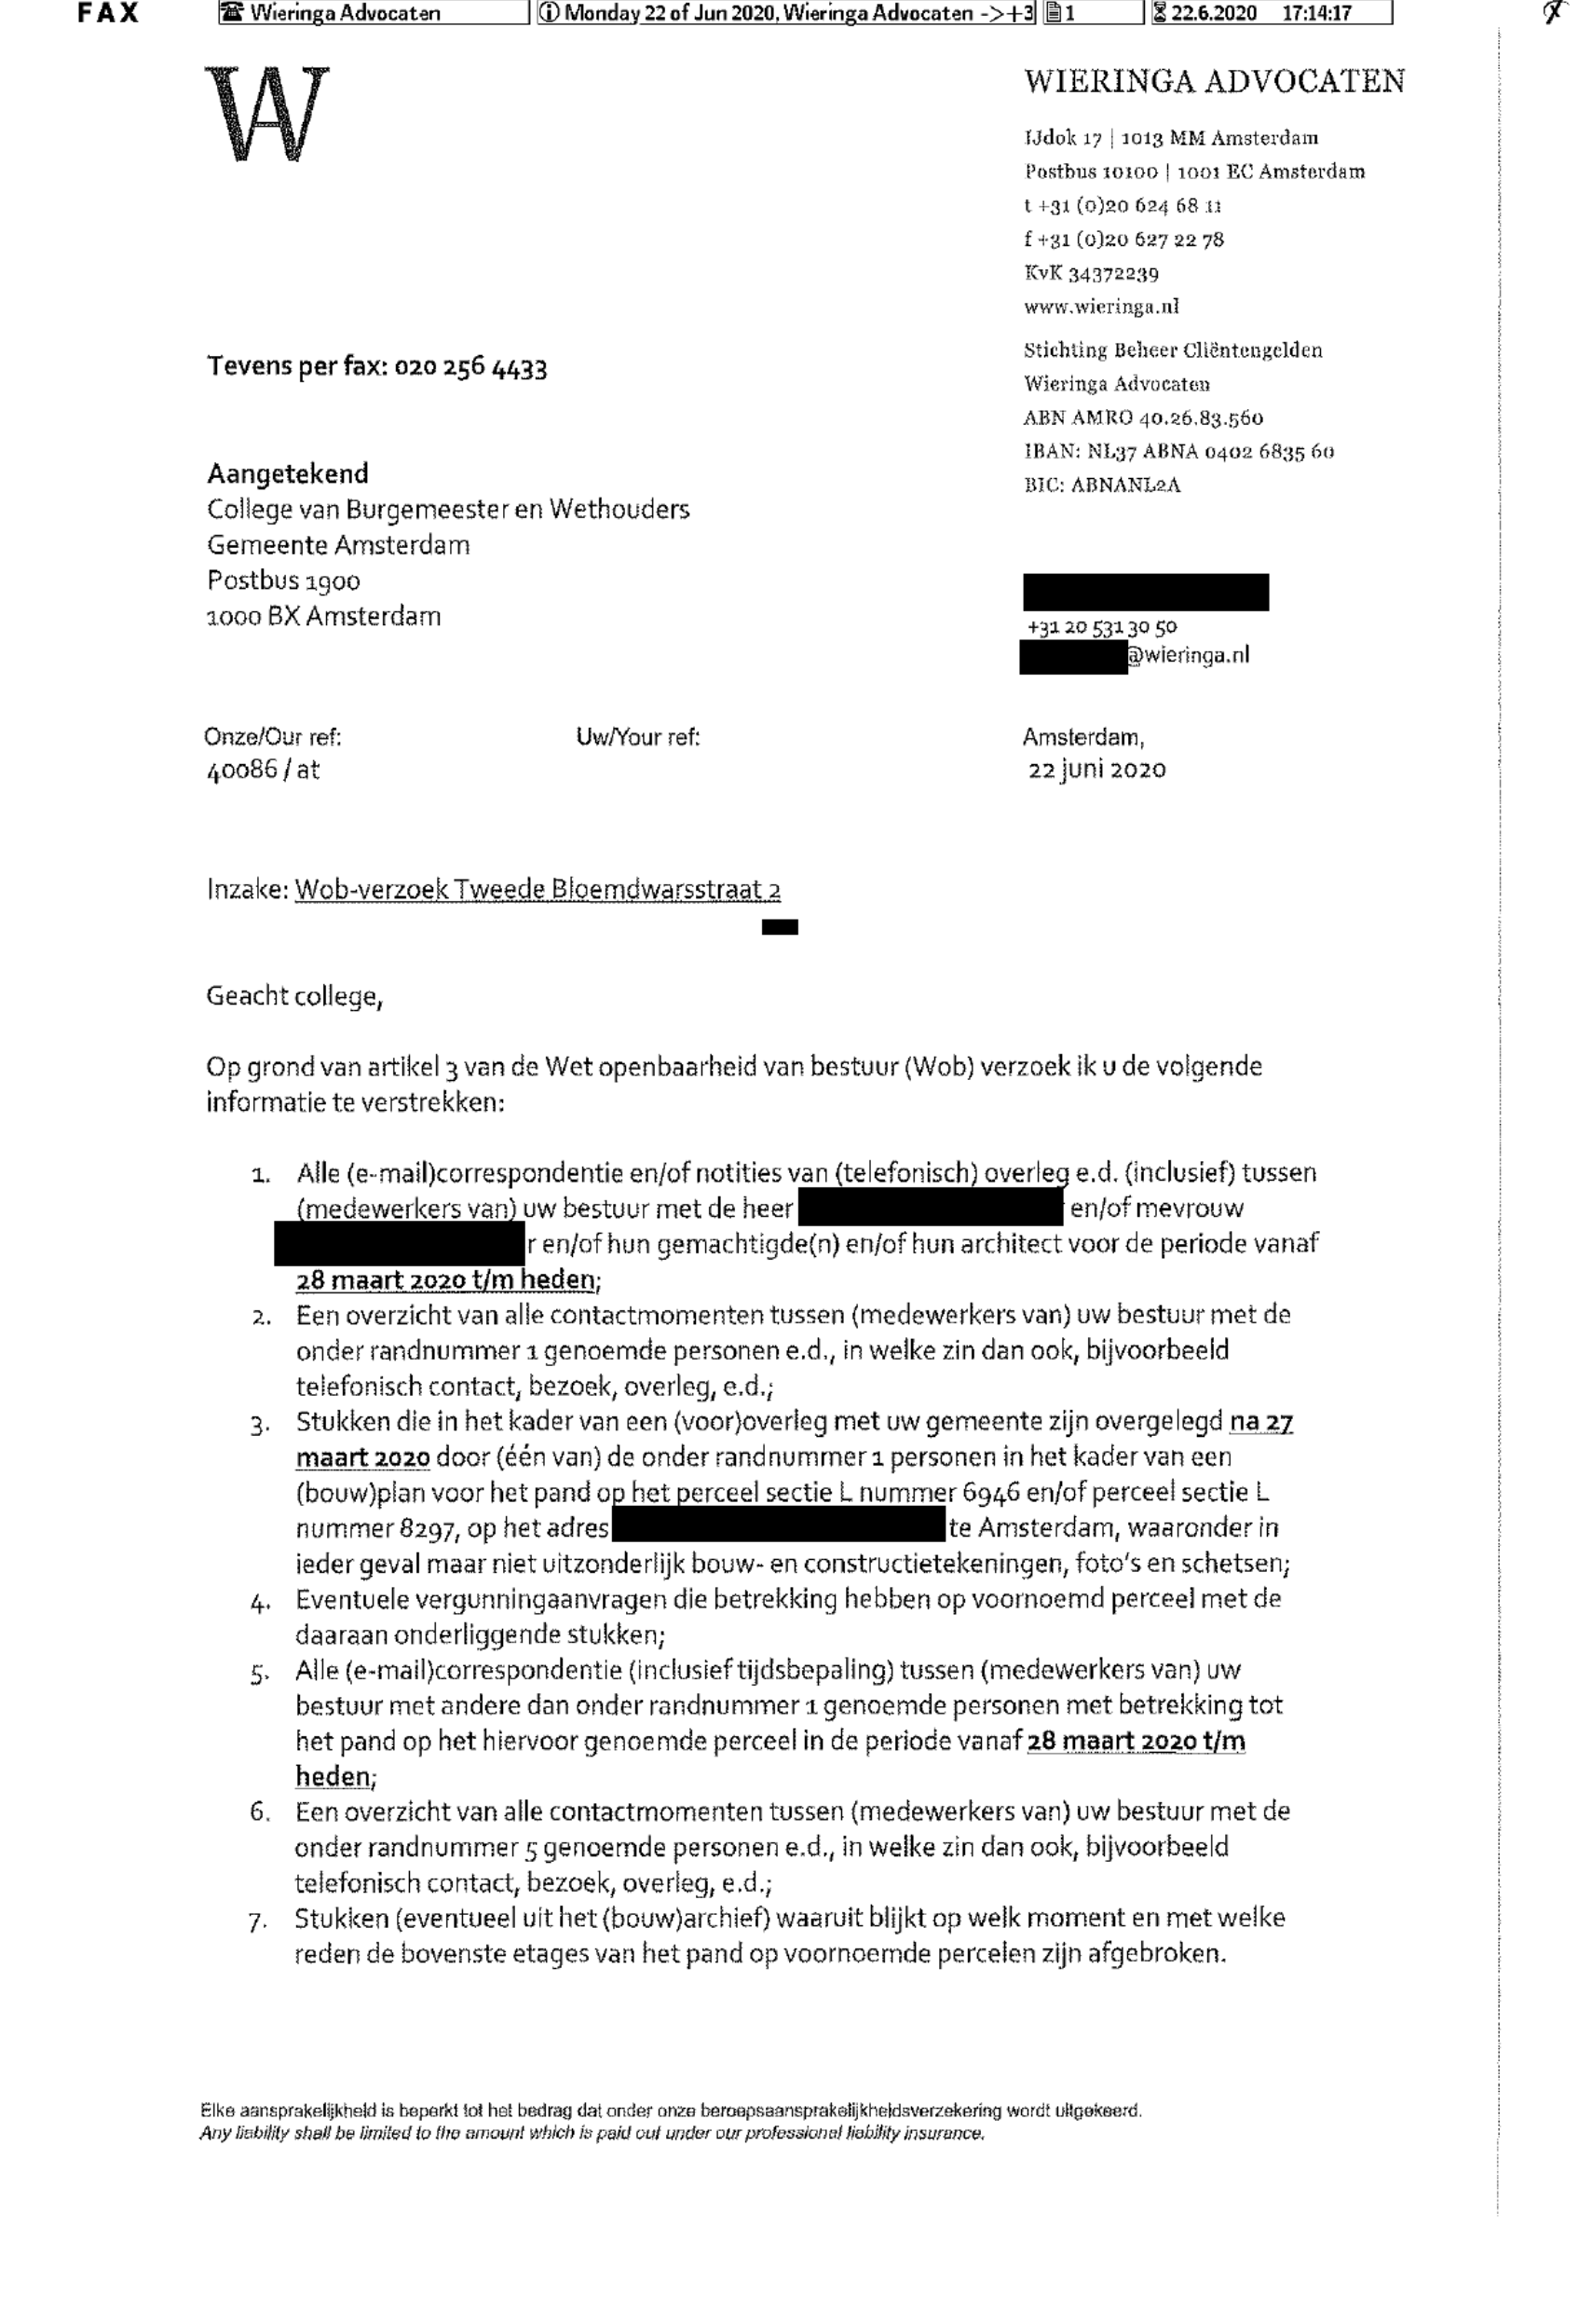 FAX
Wieringa Advocaten
Monday 22 of Jun 2020, Wieringa Advocaten ->+3
1
22.6.2020 17:14:17
W
WIERINGA ADVOCATEN
IJdok 17 | 1013 MM Amsterdam
Postbus 10100 | 1001 EC Amsterdam
t +31 (0)20 624 68 11
f +31 (0)20 627 22 78
KvK 34372239
www.wieringa.nl
Stichting Beheer Cliëntengelden
Wieringa Advocaten
ABN AMRO 40.26.83.560
IBAN: NL37 ABNA 0402 6835 60
BIC: ABNANL2A
Tevens per fax: 020 256 4433
Aangetekend
College van Burgemeester en Wethouders
Gemeente Amsterdam
Postbus 1900
1000 BX Amsterdam
+31 20 531 30 50
@wieringa.nl
Onze/Our ref: Uw/Your ref: Amsterdam,
40086 / at 22 juni 2020
Inzake: Wob-verzoek Tweede Bloemdwarsstraat 2
Geacht college,
Op grond van artikel 3 van de Wet openbaarheid van bestuur (Wob) verzoek ik u de volgende
informatie te verstrekken:
1. Alle (e-mail)correspondentie en/of notities van (telefonisch) overleg e.d. (inclusief) tussen
(medewerkers van) uw bestuur met de heer en/of mevrouw
r en/of hun gemachtigde(n) en/of hun architect voor de periode vanaf
28 maart 2020 t/m heden;
2. Een overzicht van alle contactmomenten tussen (medewerkers van) uw bestuur met de
onder randnummer 1 genoemde personen e.d., in welke zin dan ook, bijvoorbeeld
telefonisch contact, bezoek, overleg, e.d.;
3. Stukken die in het kader van een (voor)overleg met uw gemeente zijn overgelegd na 27
maart 2020 door (één van) de onder randnummer 1 personen in het kader van een
(bouw)plan voor het pand op het perceel sectie L nummer 6946 en/of perceel sectie L
nummer 8297, op het adres te Amsterdam, waaronder in
ieder geval maar niet uitzonderlijk bouw- en constructietekeningen, foto's en schetsen;
4. Eventuele vergunningaanvragen die betrekking hebben op voornoemd perceel met de
daaraan onderliggende stukken;
5. Alle (e-mail)correspondentie (inclusief tijdsbepaling) tussen (medewerkers van) uw
bestuur met andere dan onder randnummer 1 genoemde personen met betrekking tot
het pand op het hiervoor genoemde perceel in de periode vanaf 28 maart 2020 t/m
heden;
6. Een overzicht van alle contactmomenten tussen (medewerkers van) uw bestuur met de
onder randnummer 5 genoemde personen e.d., in welke zin dan ook, bijvoorbeeld
telefonisch contact, bezoek, overleg, e.d.;
7. Stukken (eventueel uit het (bouw)archief) waaruit blijkt op welk moment en met welke
reden de bovenste etages van het pand op voornoemde percelen zijn afgebroken.
Elke aansprakelijkheid is beperkt tot het bedrag dat onder onze beroepsaansprakelijkheidsverzekering wordt uitgekeerd.
Any liability shall be limited to the amount which is paid out under our professional liability insurance.